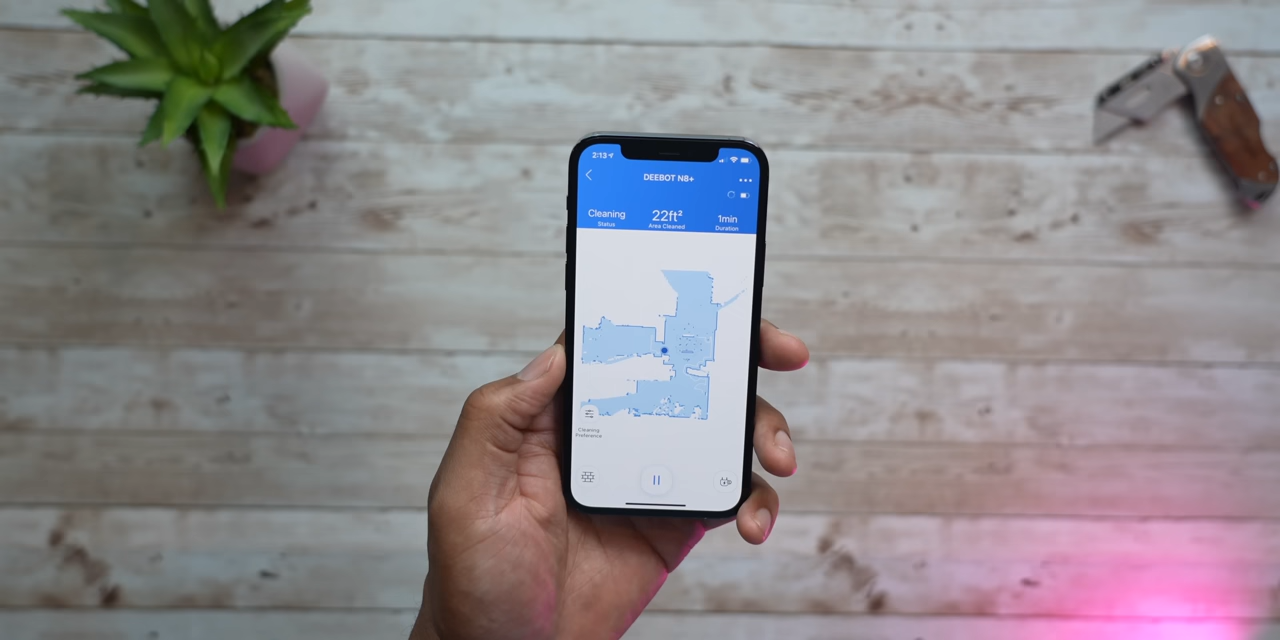 2:13
DEEBOT N8+
Cleaning 22ft² 1min
Status Area Cleaned Duration
Cleaning
Preference